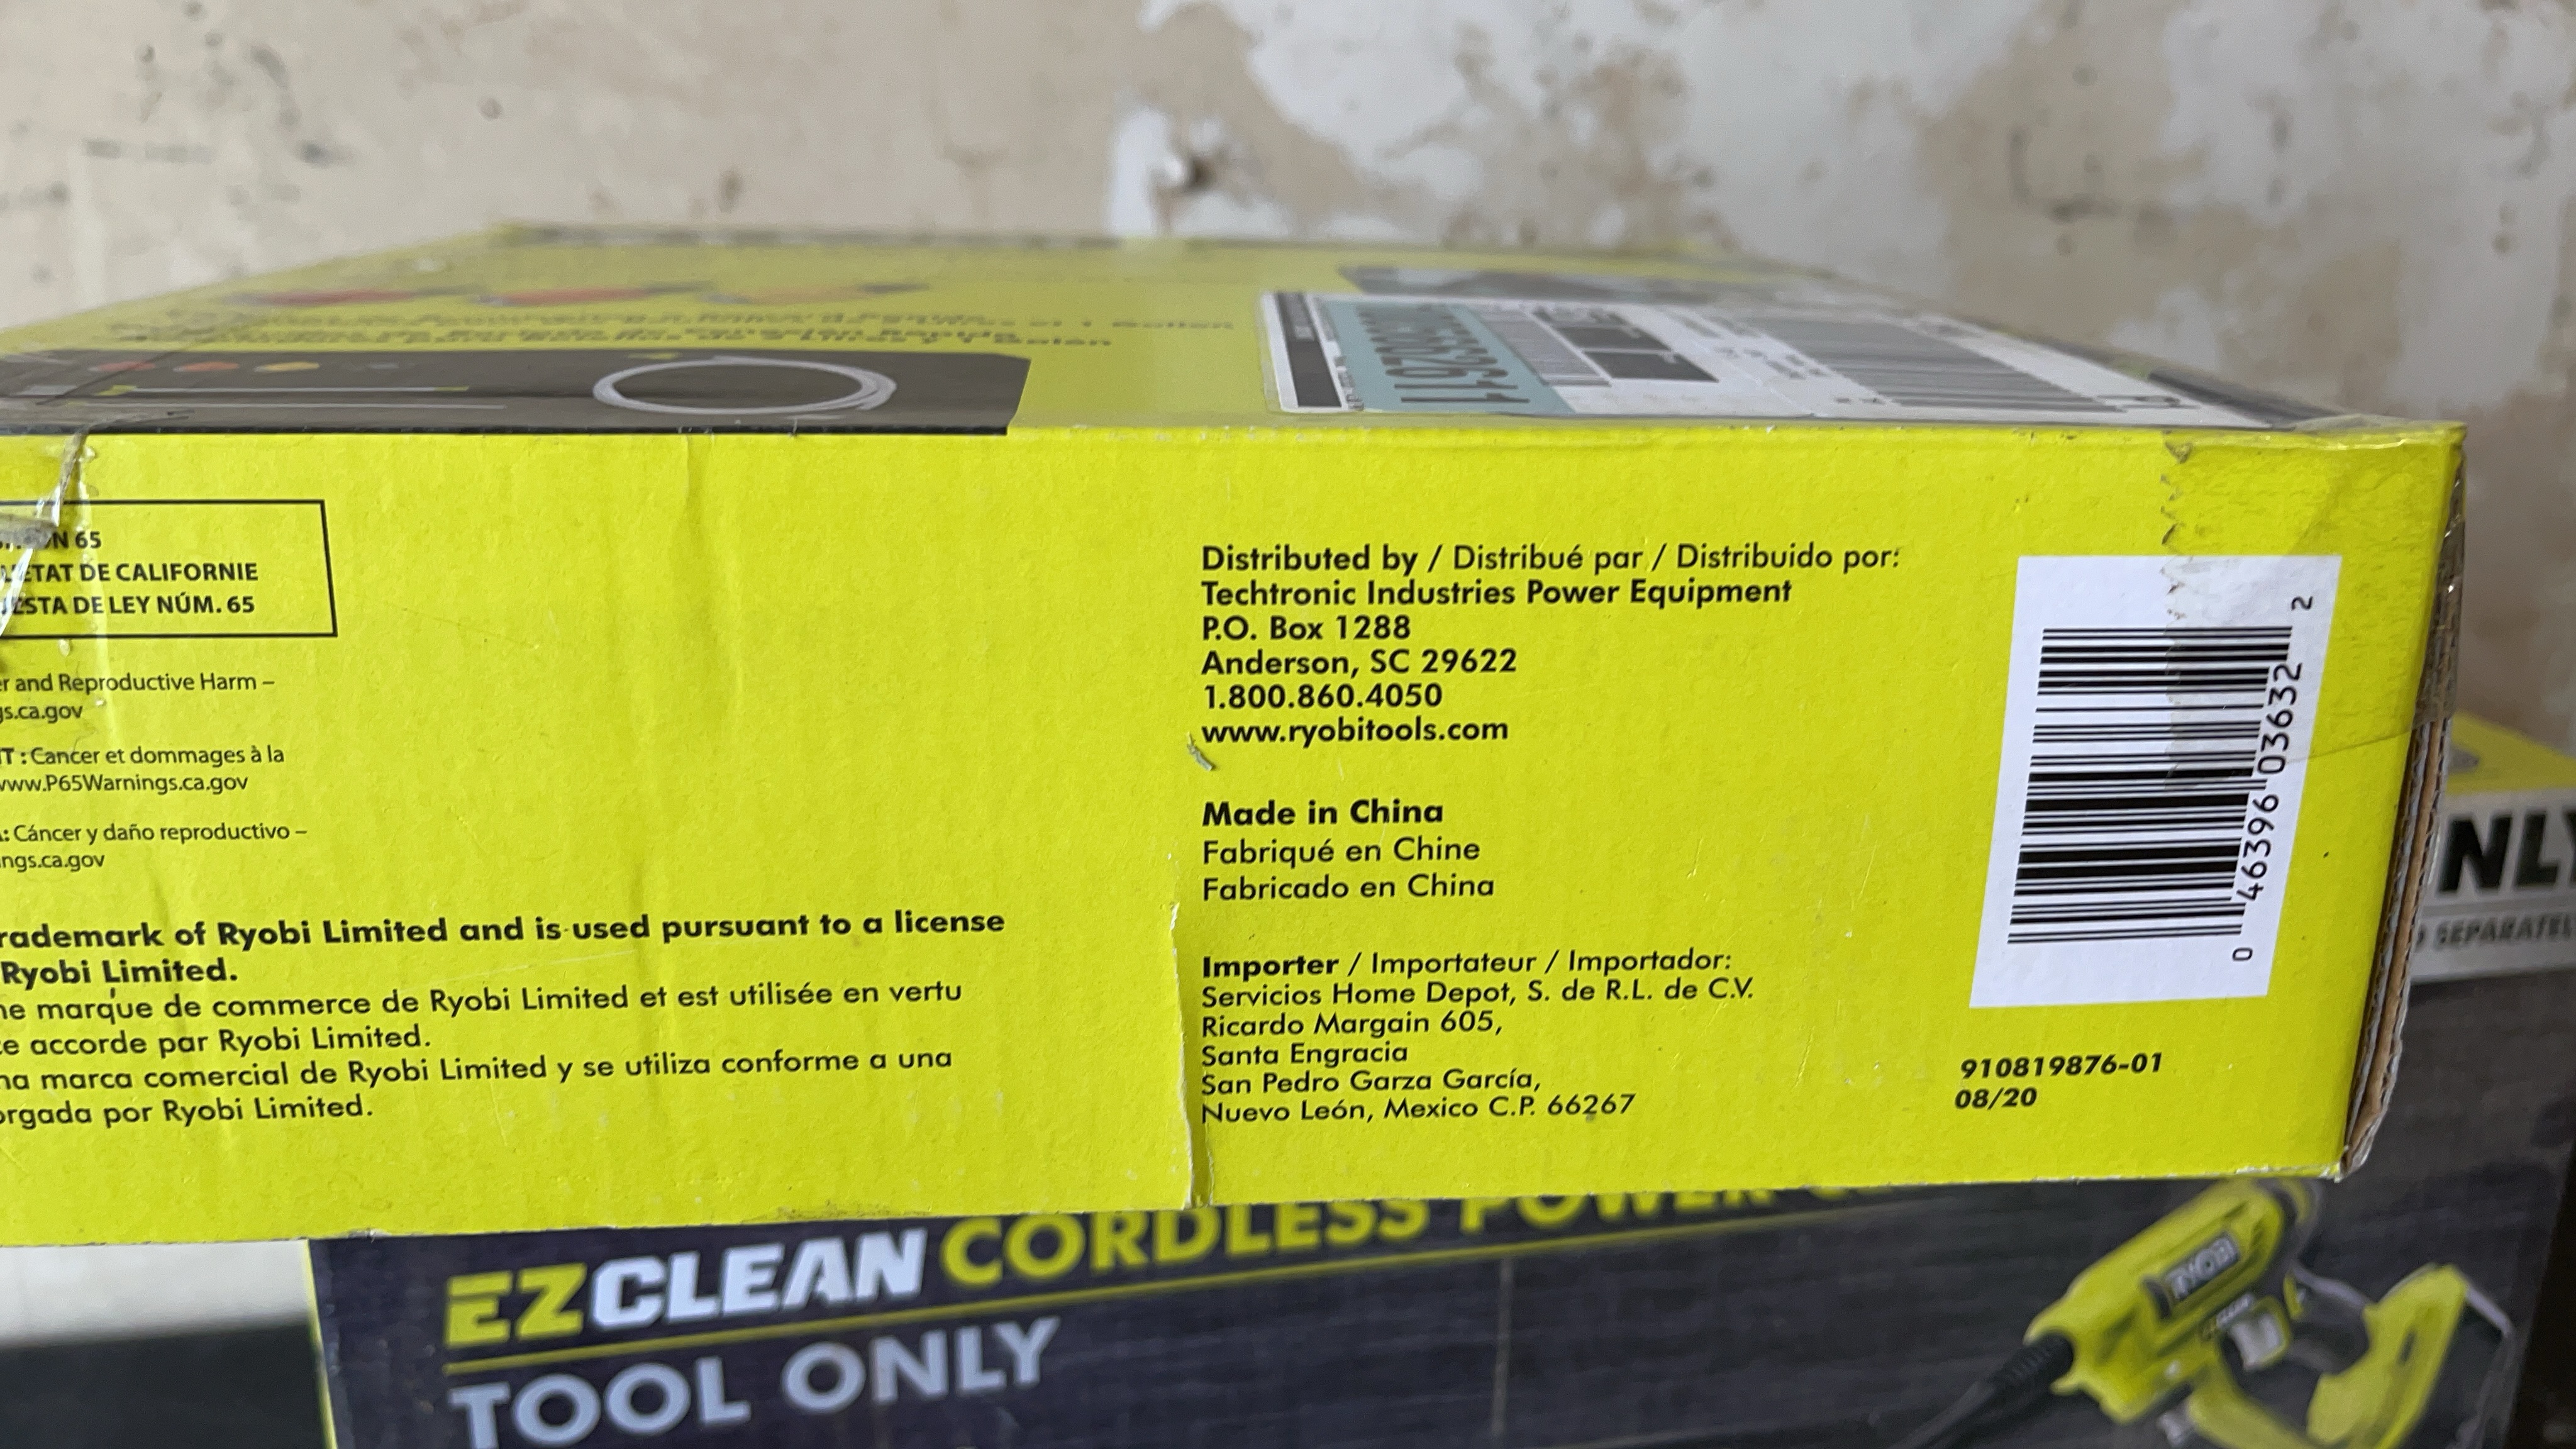 N 65
ETAT DE CALIFORNIE
ESTA DE LEY NÚM. 65
r and Reproductive Harm –
gs.ca.gov
T : Cancer et dommages à la
www.P65Warnings.ca.gov
: Cáncer y daño reproductivo –
ngs.ca.gov
rademark of Ryobi Limited and is used pursuant to a license
Ryobi Limited.
ne marque de commerce de Ryobi Limited et est utilisée en vertu
ce accorde par Ryobi Limited.
na marca comercial de Ryobi Limited y se utiliza conforme a una
orgada por Ryobi Limited.
Distributed by / Distribué par / Distribuido por:
Techtronic Industries Power Equipment
P.O. Box 1288
Anderson, SC 29622
1.800.860.4050
www.ryobitools.com
Made in China
Fabriqué en Chine
Fabricado en China
Importer / Importateur / Importador:
Servicios Home Depot, S. de R.L. de C.V.
Ricardo Margain 605,
Santa Engracia
San Pedro Garza García,
Nuevo León, Mexico C.P. 66267
0 46396 03632 2
910819876-01
08/20
NLY
SEPARATEL
EZCLEAN CORDLESS POWER
TOOL ONLY
RYOBI